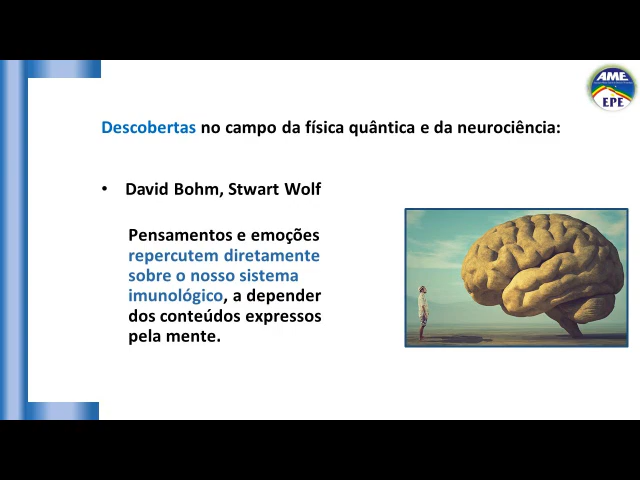 AME
EPE
Descobertas no campo da física quântica e da neurociência:
• David Bohm, Stwart Wolf
Pensamentos e emoções
repercutem diretamente
sobre o nosso sistema
imunológico, a depender
dos conteúdos expressos
pela mente.